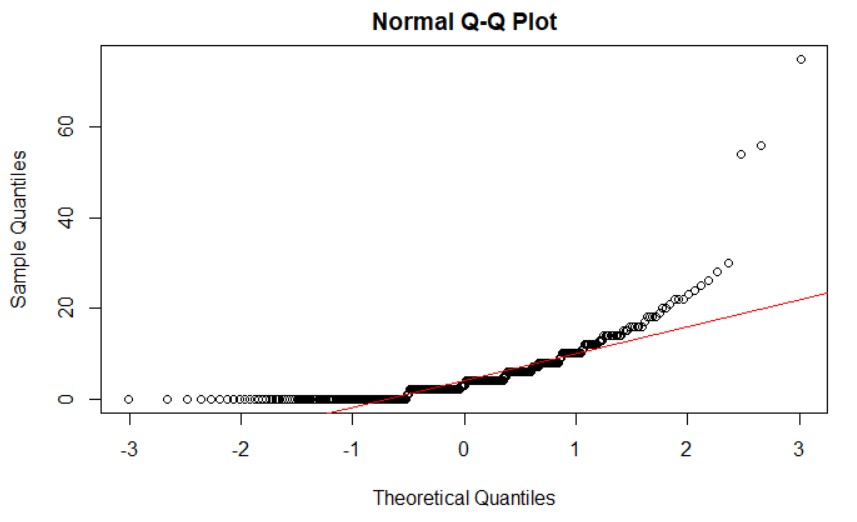 Normal Q-Q Plot
60
40
20
0
Sample Quantiles
-3 -2 -1 0 1 2 3
Theoretical Quantiles